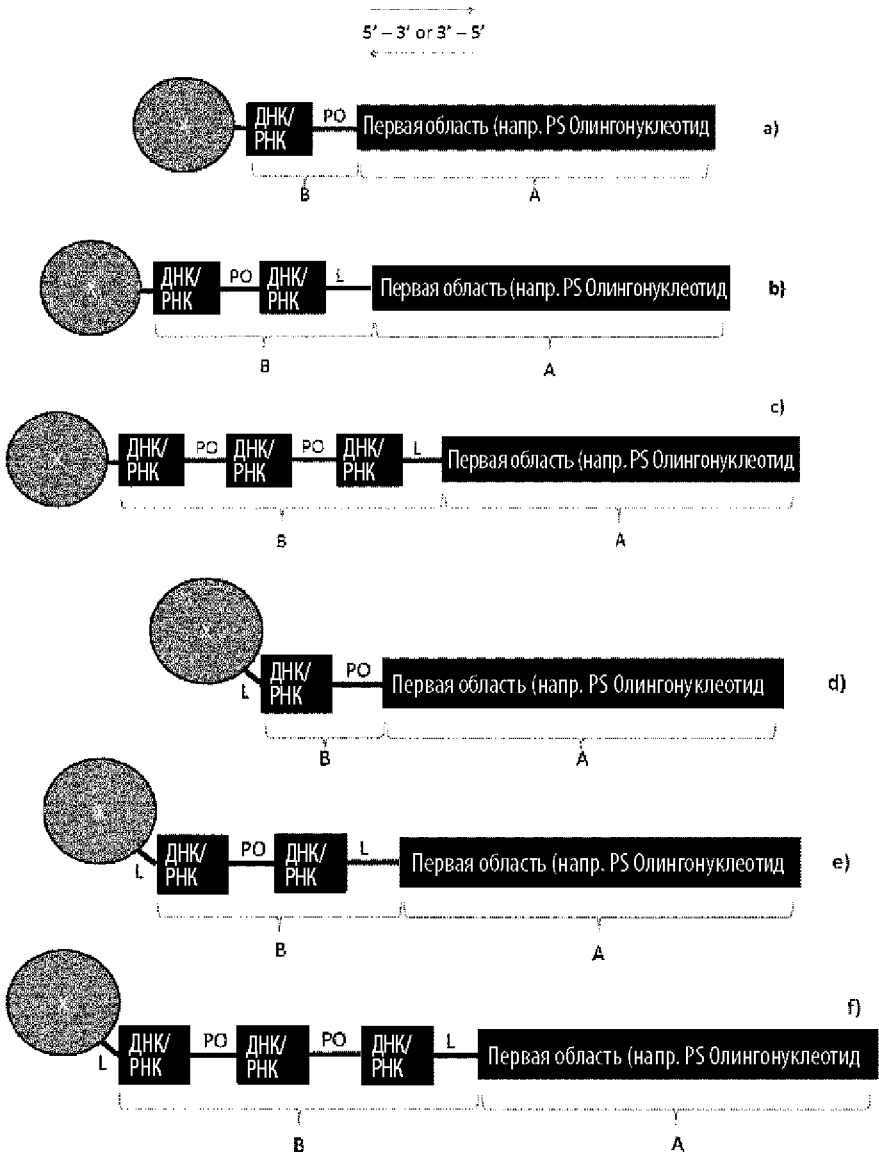 5’ – 3’ or 3’ – 5’
X
ДНК/
РНК
PO
Первая область (напр. PS Олингонуклеотид
a)
B
A
X
ДНК/
РНК
PO
ДНК/
РНК
L
Первая область (напр. PS Олингонуклеотид
b)
B
A
c)
X
ДНК/
РНК
PO
ДНК/
РНК
PO
ДНК/
РНК
L
Первая область (напр. PS Олингонуклеотид
B
A
X
L
ДНК/
РНК
PO
Первая область (напр. PS Олингонуклеотид
d)
B
A
X
L
ДНК/
РНК
PO
ДНК/
РНК
L
Первая область (напр. PS Олингонуклеотид
e)
B
A
f)
X
L
ДНК/
РНК
PO
ДНК/
РНК
PO
ДНК/
РНК
L
Первая область (напр. PS Олингонуклеотид
B
A